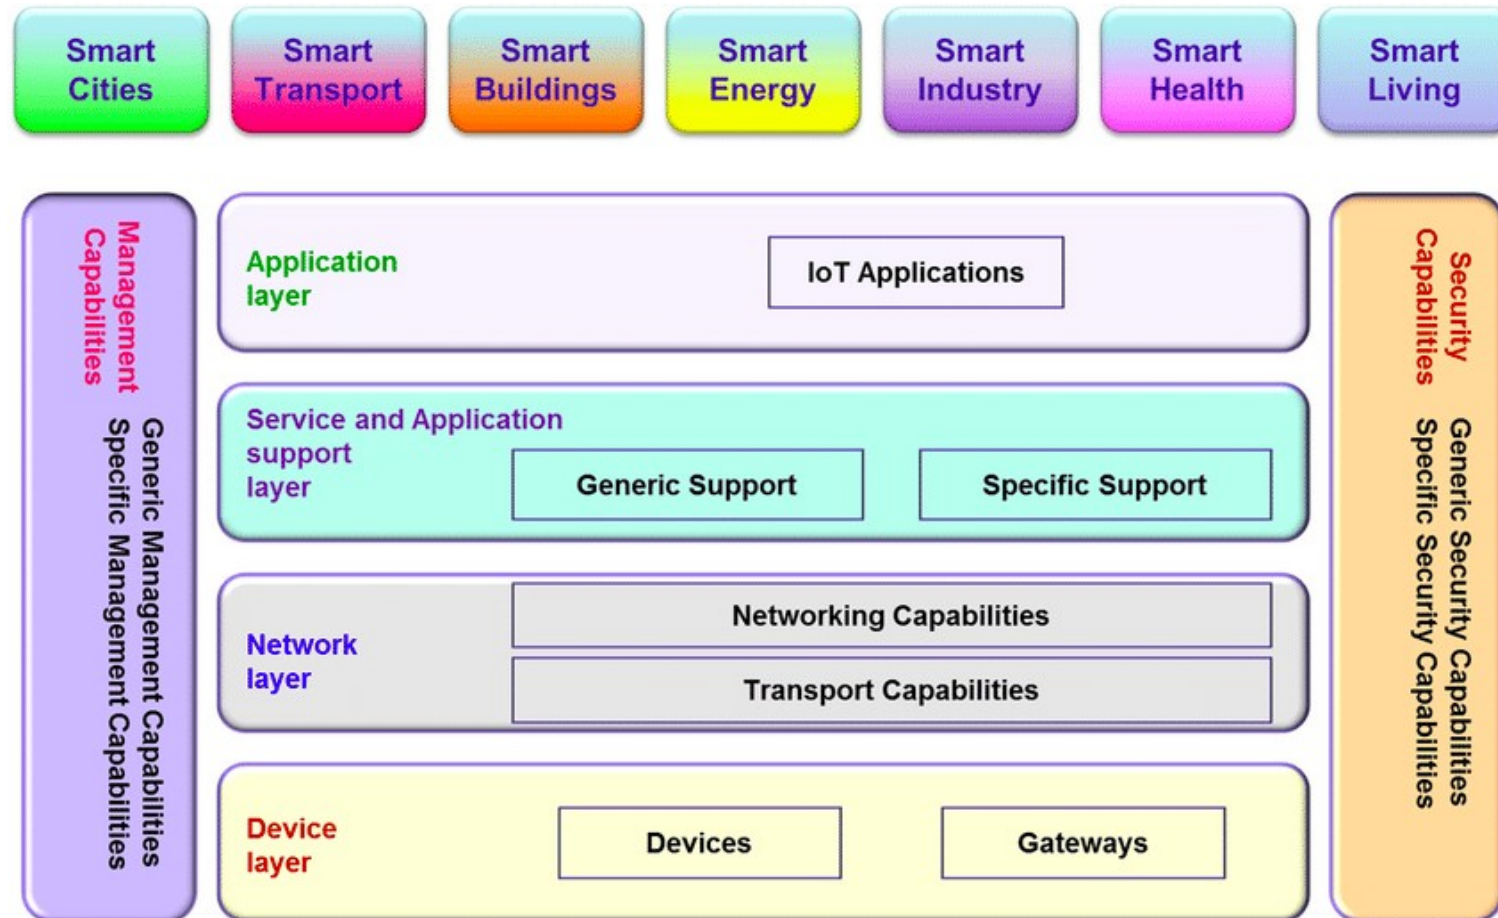 Smart
Cities
Smart
Transport
Smart
Buildings
Smart
Energy
Smart
Industry
Smart
Health
Smart
Living
Management
Capabilities
Generic Management Capabilities
Specific Management Capabilities
Application
layer
IoT Applications
Service and Application
support
layer
Generic Support
Specific Support
Network
layer
Networking Capabilities
Transport Capabilities
Device
layer
Devices
Gateways
Security
Capabilities
Generic Security Capabilities
Specific Security Capabilities